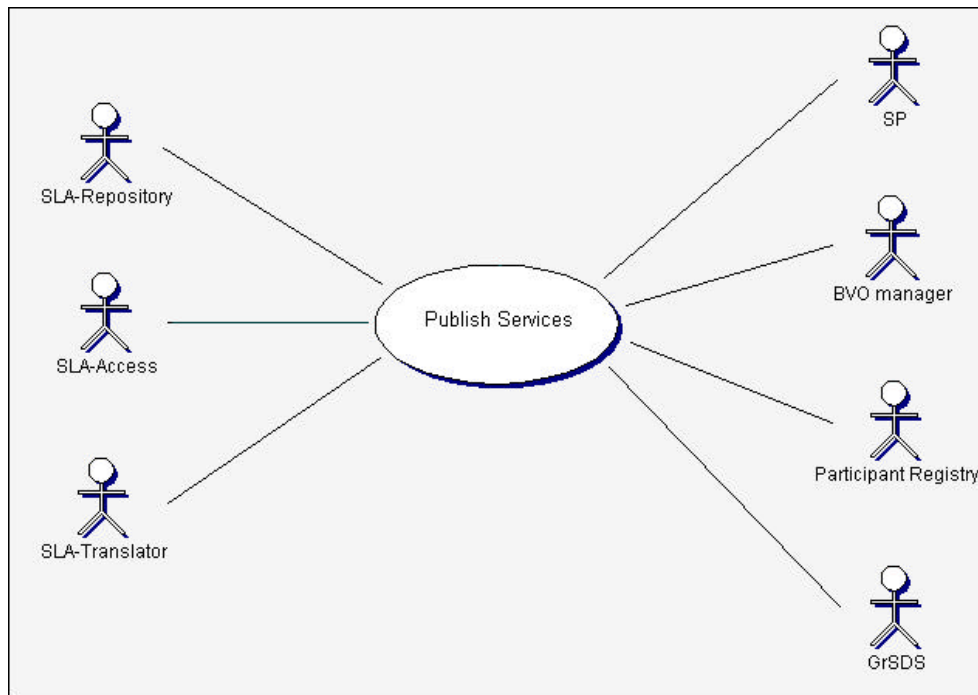 SP
SLA-Repository
BVO manager
Publish Services
SLA-Access
Participant Registry
SLA-Translator
GrSDS